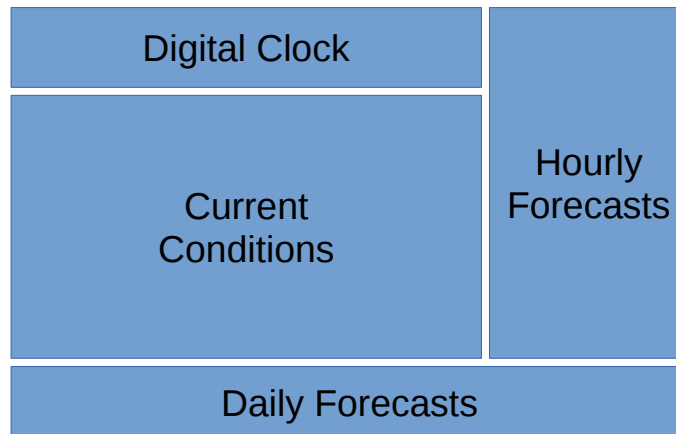 Digital Clock
Current
Conditions
Hourly
Forecasts
Daily Forecasts